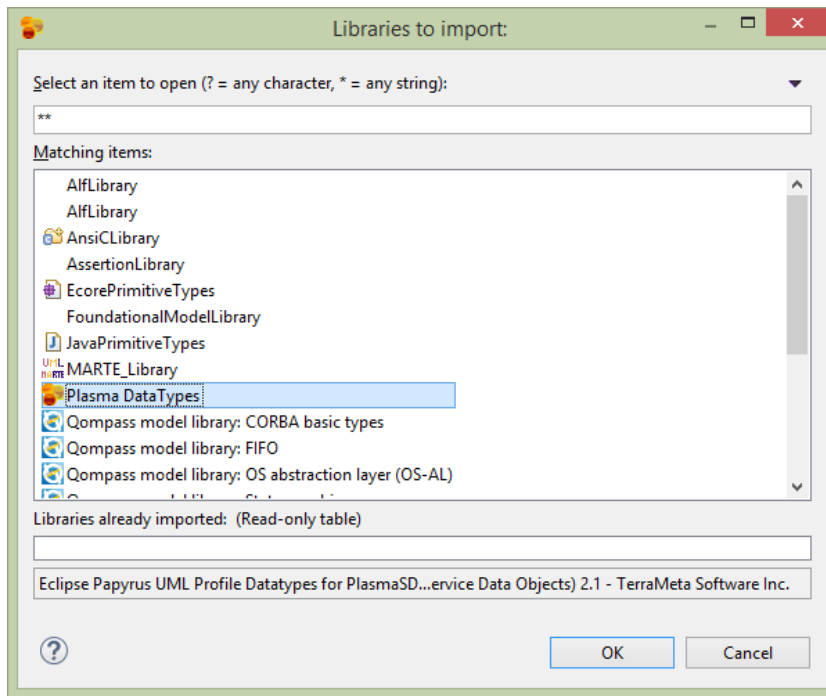 Libraries to import:
Select an item to open (? = any character, * = any string):
**
Matching items:
AlfLibrary
AlfLibrary
AnsiCLibrary
AssertionLibrary
EcorePrimitiveTypes
FoundationalModelLibrary
JavaPrimitiveTypes
UML MARTE MARTE_Library
Plasma DataTypes
Qompass model library: CORBA basic types
Qompass model library: FIFO
Qompass model library: OS abstraction layer (OS-AL)
Libraries already imported: (Read-only table)
Eclipse Papyrus UML Profile Datatypes for PlasmaSD...ervice Data Objects) 2.1 - TerraMeta Software Inc.
OK Cancel